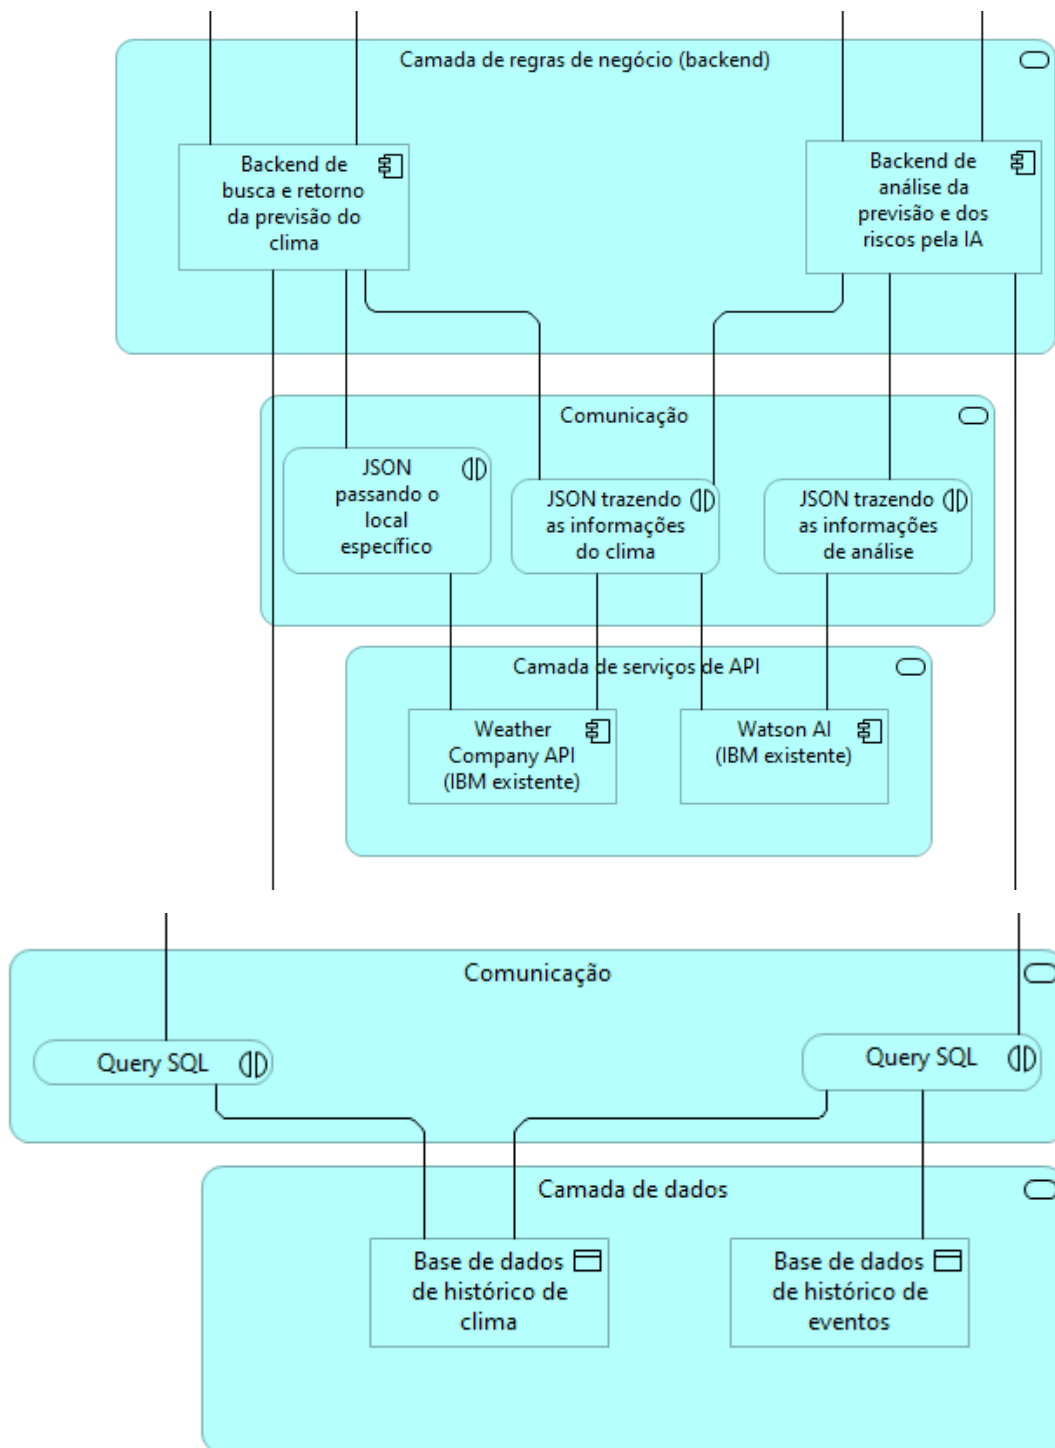 Camada de regras de negócio (backend)
Backend de
busca e retorno
da previsão do
clima
Backend de
análise da
previsão e dos
riscos pela IA
Comunicação
JSON
passando o
local
específico
JSON trazendo
as informações
do clima
JSON trazendo
as informações
de análise
Camada de serviços de API
Weather
Company API
(IBM existente)
Watson AI
(IBM existente)
Comunicação
Query SQL
Query SQL
Camada de dados
Base de dados
de histórico de
clima
Base de dados
de histórico de
eventos